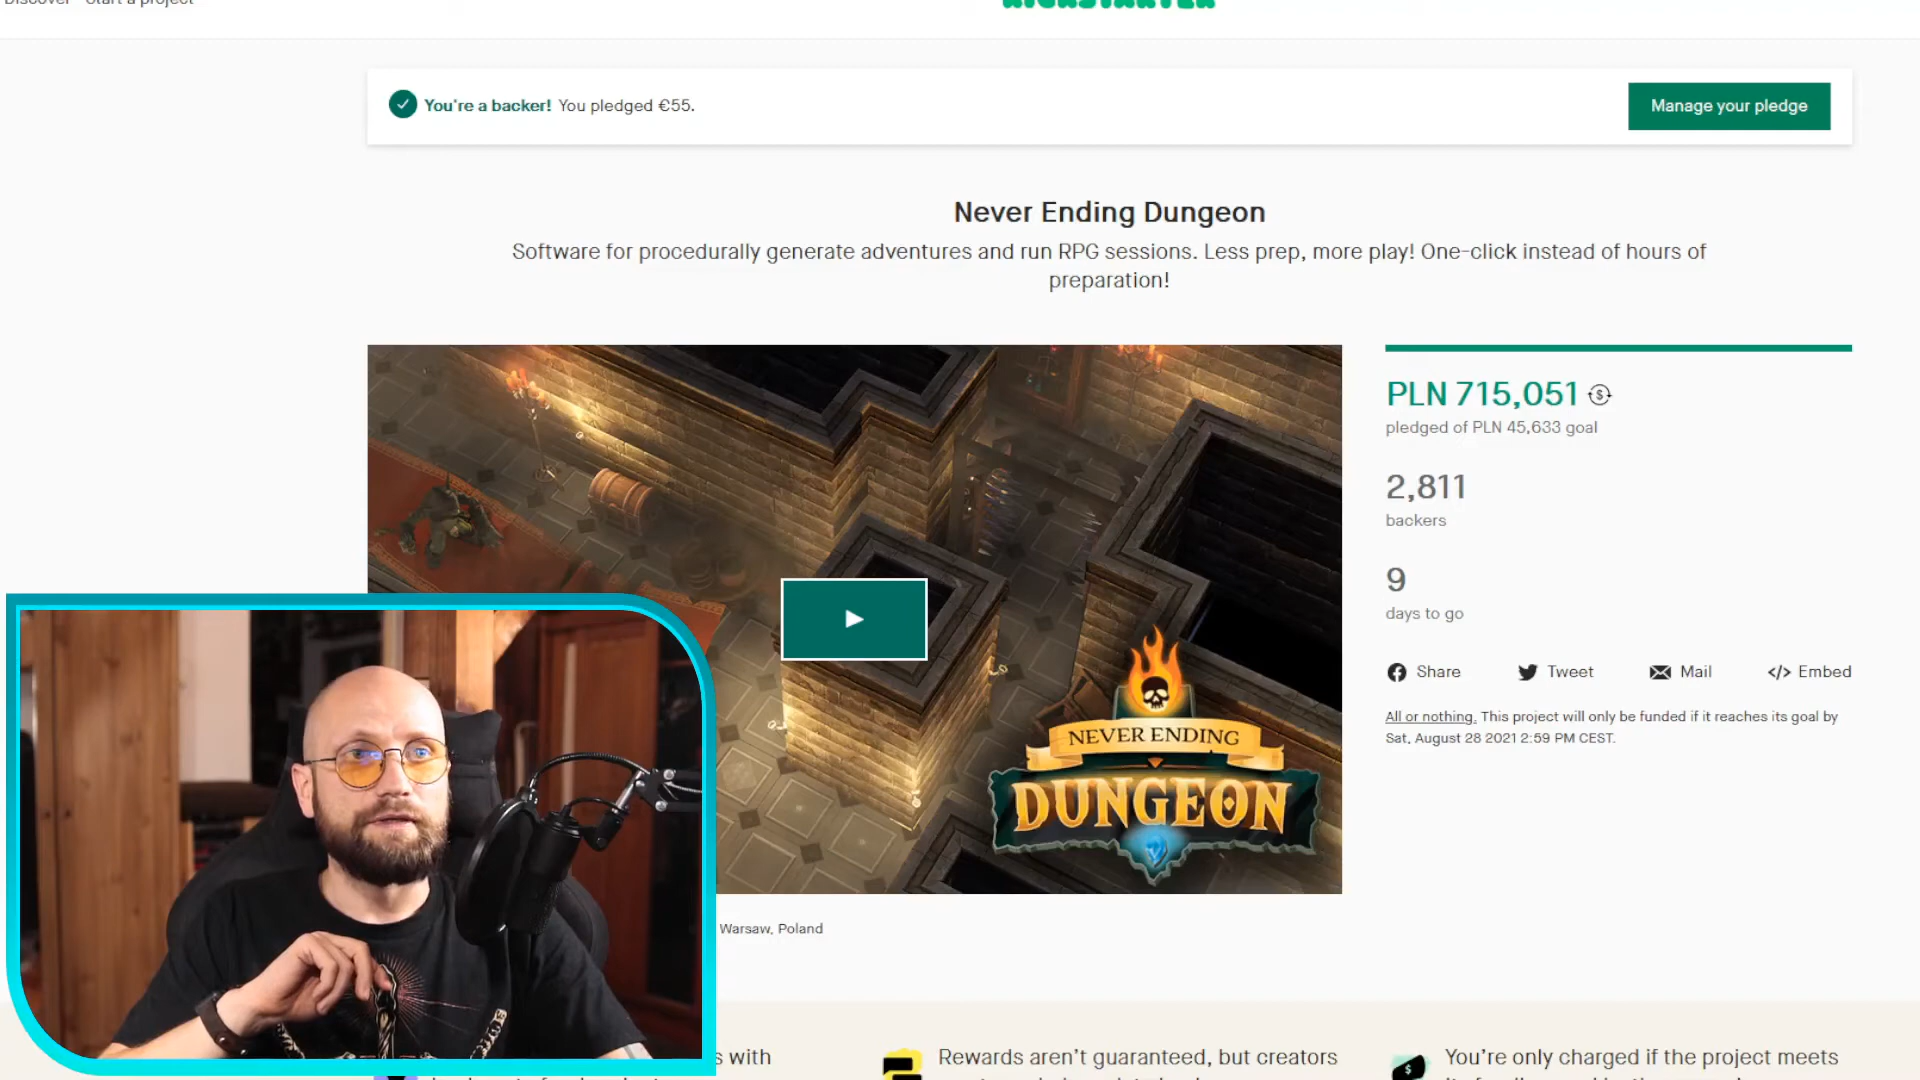 Discover Start a project
KICKSTARTER
You're a backer! You pledged €55.
Manage your pledge
Never Ending Dungeon
Software for procedurally generate adventures and run RPG sessions. Less prep, more play! One-click instead of hours of
preparation!
PLN 715,051
pledged of PLN 45,633 goal
2,811
backers
9
days to go
Share Tweet Mail </> Embed
All or nothing. This project will only be funded if it reaches its goal by
Sat, August 28 2021 2:59 PM CEST.
NEVER ENDING
DUNGEON
Warsaw, Poland
s with
Rewards aren't guaranteed, but creators
You're only charged if the project meets